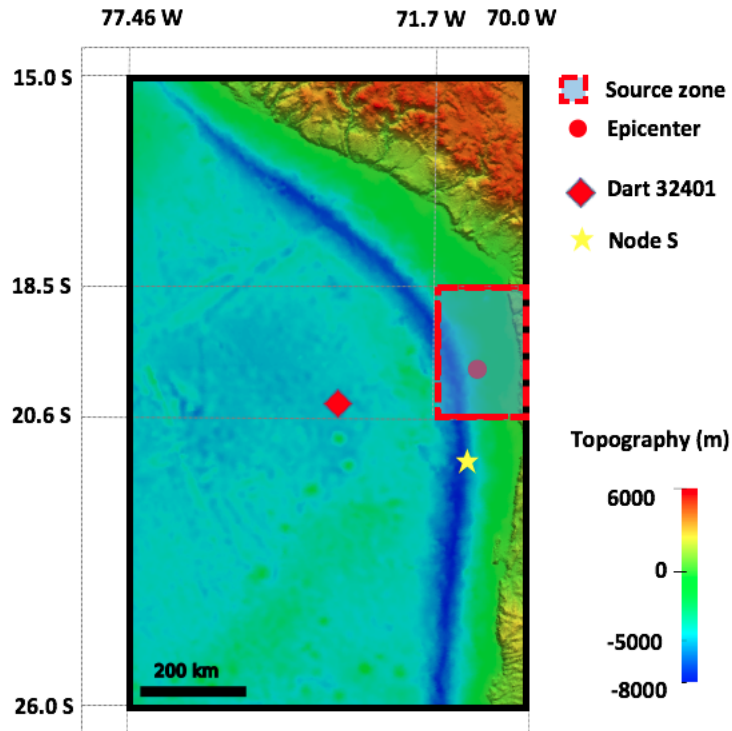 77.46 W
71.7 W
70.0 W
15.0 S
Source zone
Epicenter
Dart 32401
Node S
18.5 S
20.6 S
Topography (m)
6000
0
-5000
-8000
200 km
26.0 S